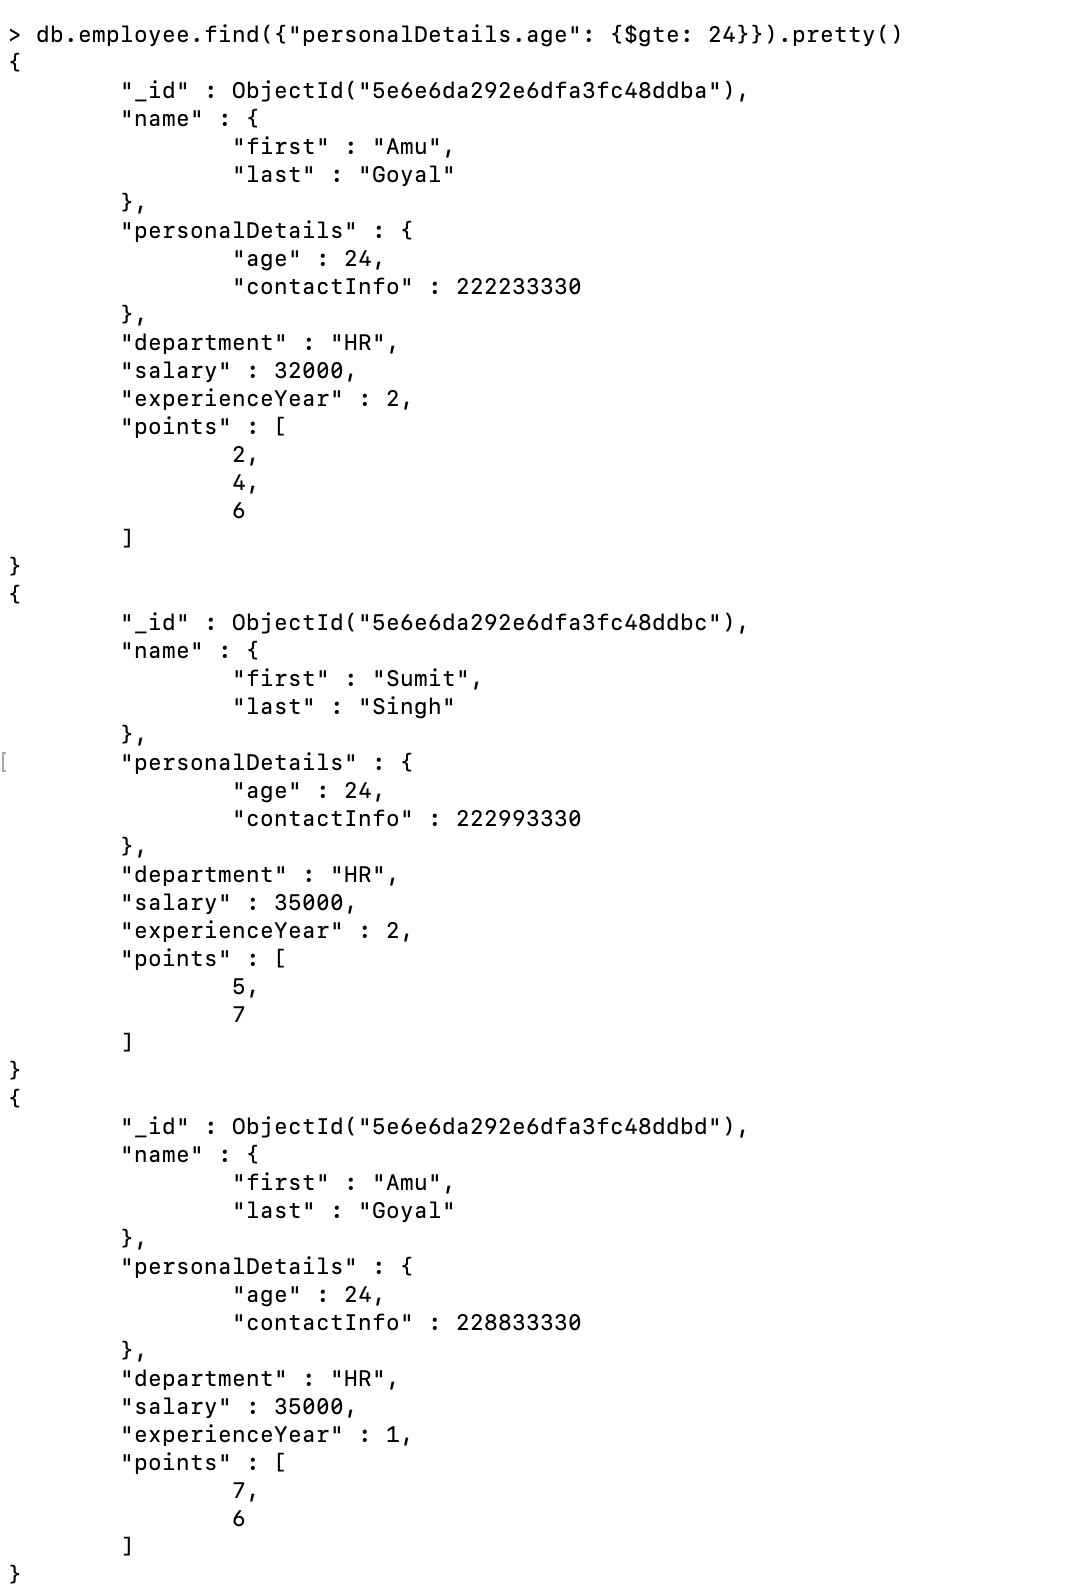 > db.employee.find({"personalDetails.age": {$gte: 24}}).pretty()
{
        "_id" : ObjectId("5e6e6da292e6dfa3fc48ddba"),
        "name" : {
                "first" : "Amu",
                "last" : "Goyal"
        },
        "personalDetails" : {
                "age" : 24,
                "contactInfo" : 222233330
        },
        "department" : "HR",
        "salary" : 32000,
        "experienceYear" : 2,
        "points" : [
                2,
                4,
                6
        ]
}
{
        "_id" : ObjectId("5e6e6da292e6dfa3fc48ddbc"),
        "name" : {
                "first" : "Sumit",
                "last" : "Singh"
        },
[        "personalDetails" : {
                "age" : 24,
                "contactInfo" : 222993330
        },
        "department" : "HR",
        "salary" : 35000,
        "experienceYear" : 2,
        "points" : [
                5,
                7
        ]
}
{
        "_id" : ObjectId("5e6e6da292e6dfa3fc48ddbd"),
        "name" : {
                "first" : "Amu",
                "last" : "Goyal"
        },
        "personalDetails" : {
                "age" : 24,
                "contactInfo" : 228833330
        },
        "department" : "HR",
        "salary" : 35000,
        "experienceYear" : 1,
        "points" : [
                7,
                6
        ]
}